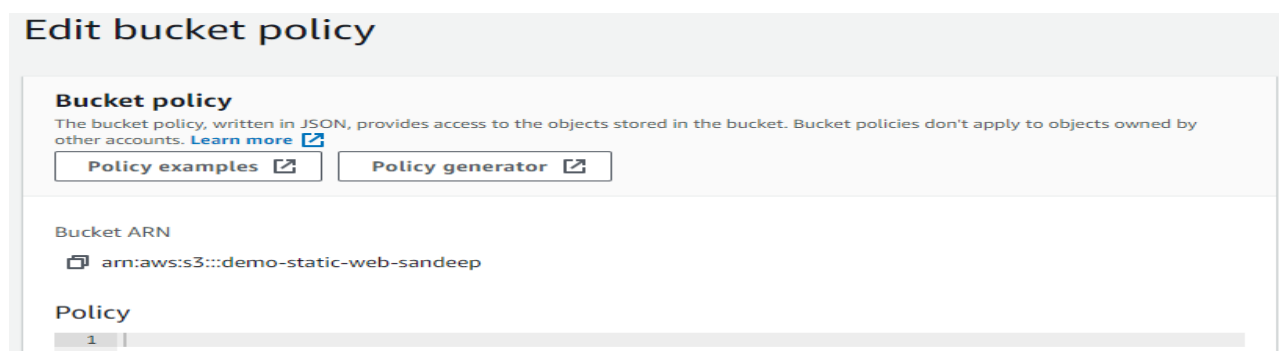 Edit bucket policy
Bucket policy
The bucket policy, written in JSON, provides access to the objects stored in the bucket. Bucket policies don't apply to objects owned by
other accounts. Learn more
Policy examples Policy generator
Bucket ARN
arn:aws:s3:::demo-static-web-sandeep
Policy
1